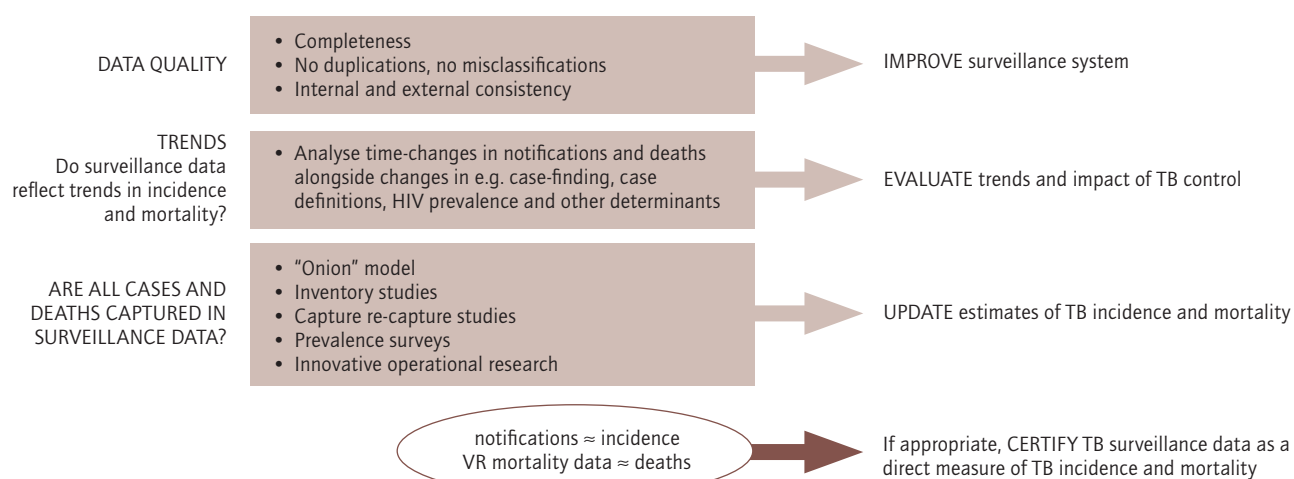 DATA QUALITY
• Completeness
• No duplications, no misclassifications
• Internal and external consistency
IMPROVE surveillance system
TRENDS
Do surveillance data
reflect trends in incidence
and mortality?
• Analyse time-changes in notifications and deaths
alongside changes in e.g. case-finding, case
definitions, HIV prevalence and other determinants
EVALUATE trends and impact of TB control
ARE ALL CASES AND
DEATHS CAPTURED IN
SURVEILLANCE DATA?
• “Onion” model
• Inventory studies
• Capture re-capture studies
• Prevalence surveys
• Innovative operational research
UPDATE estimates of TB incidence and mortality
notifications ≈ incidence
VR mortality data ≈ deaths
If appropriate, CERTIFY TB surveillance data as a
direct measure of TB incidence and mortality